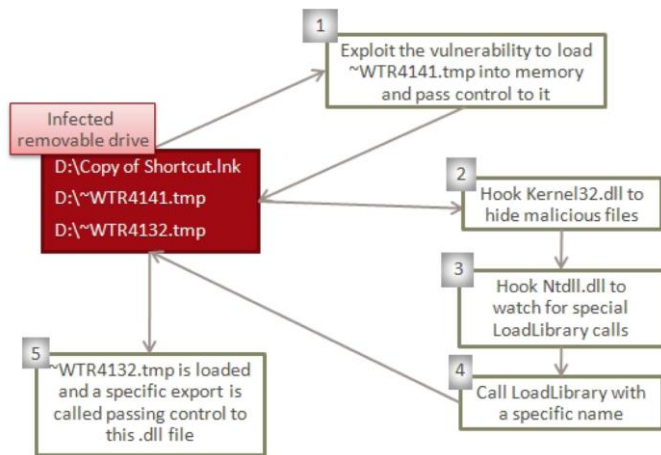 1
Exploit the vulnerability to load
~WTR4141.tmp into memory
and pass control to it
Infected
removable drive
D:\Copy of Shortcut.lnk
D:\~WTR4141.tmp
D:\~WTR4132.tmp
2
Hook Kernel32.dll to
hide malicious files
3
Hook Ntdll.dll to
watch for special
LoadLibrary calls
4
Call LoadLibrary with
a specific name
5
~WTR4132.tmp is loaded
and a specific export is
called passing control to
this .dll file